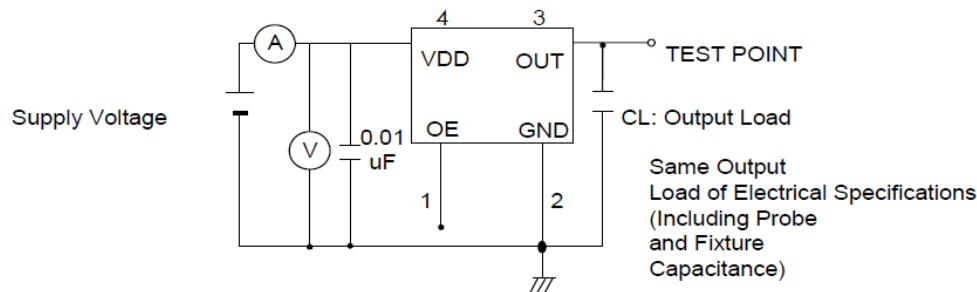 4
3
A
VDD
OUT
TEST POINT
Supply Voltage
V
0.01
uF
OE
GND
CL: Output Load
1
2
Same Output
Load of Electrical Specifications
(Including Probe
and Fixture
Capacitance)